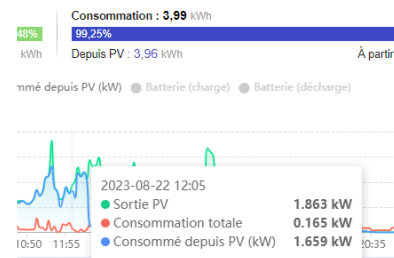 Consommation : 3,99 kWh
48% 99,25%
kWh Depuis PV : 3,96 kWh À partir
mmé depuis PV (kW) Batterie (charge) Batterie (décharge)
2023-08-22 12:05
Sortie PV 1.863 kW
Consommation totale 0.165 kW
Consommé depuis PV (kW) 1.659 kW
10:50 11:55 20:35